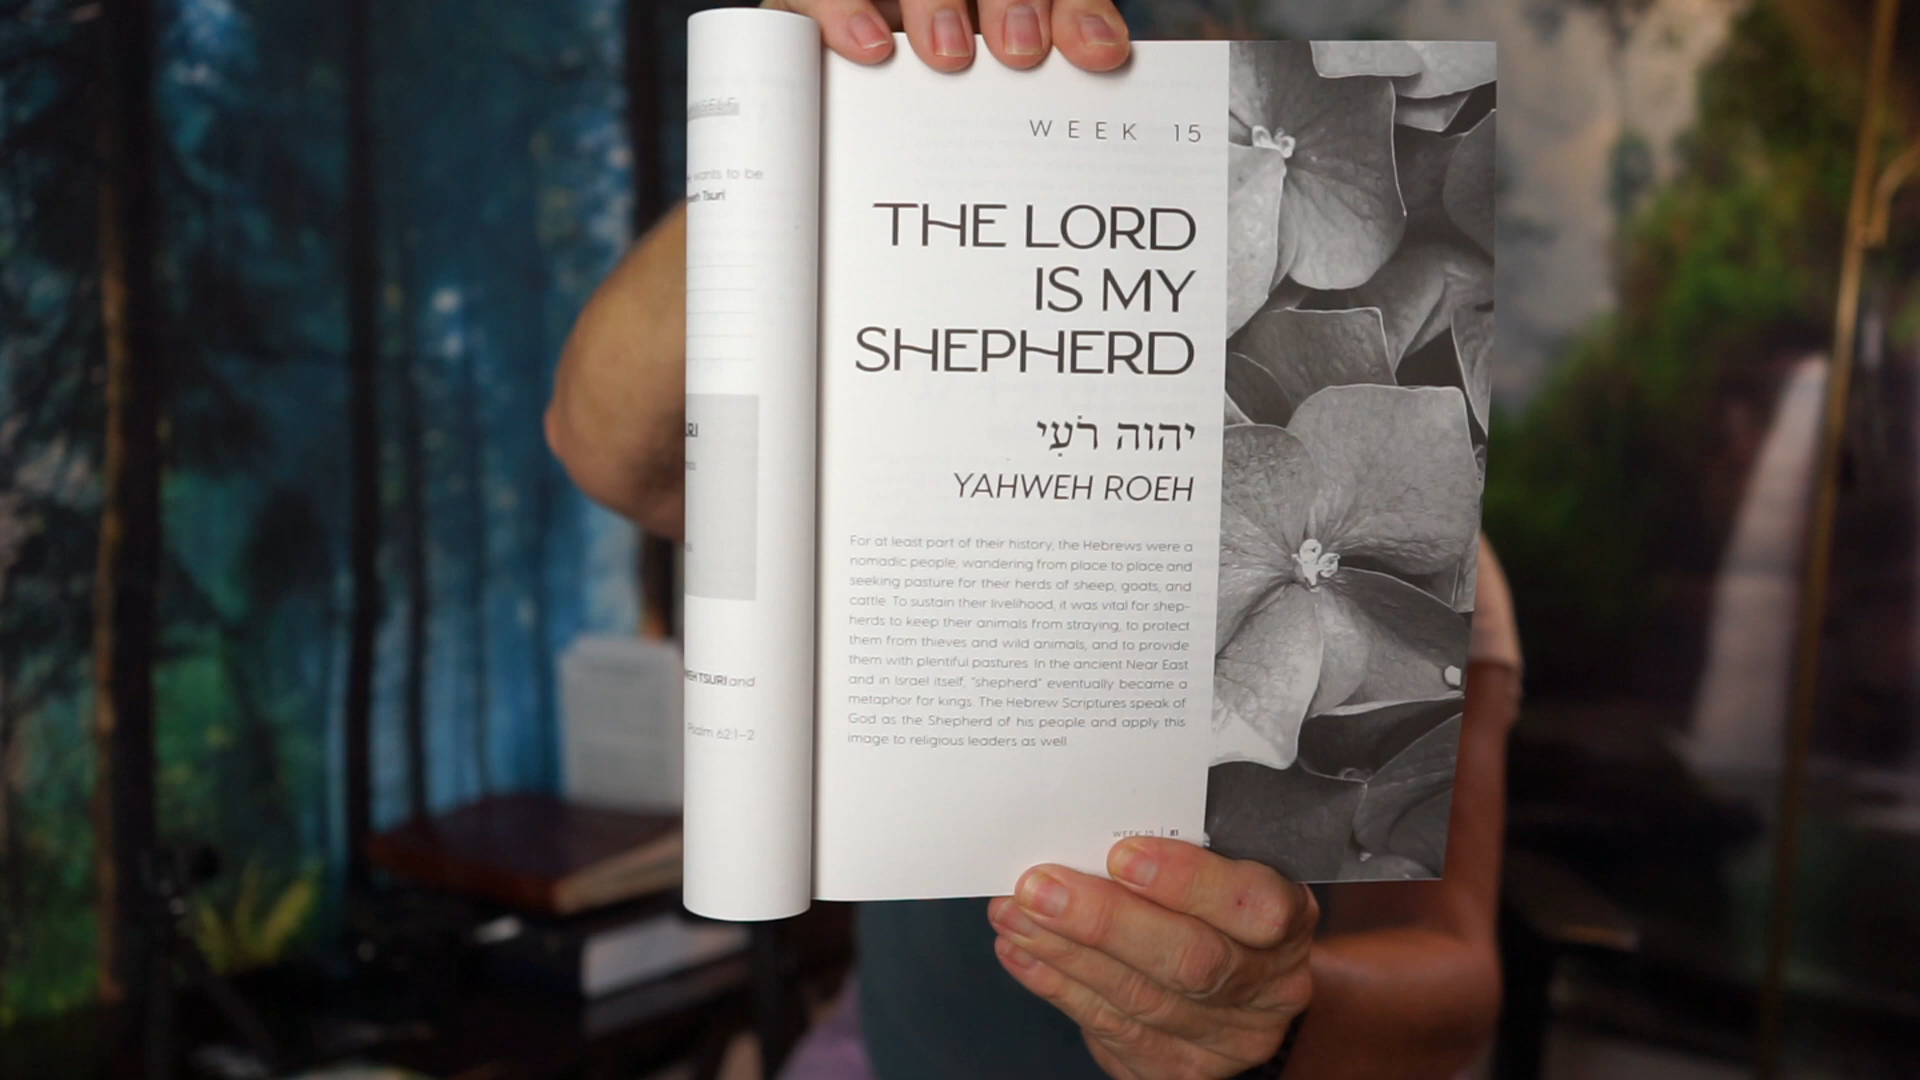 wants to be
Tsuri
TSURI and
Psalm 62:1–2
WEEK 15
THE LORD
IS MY
SHEPHERD
יהוה רֹעִי
YAHWEH ROEH
For at least part of their history, the Hebrews were a
nomadic people, wandering from place to place and
seeking pasture for their herds of sheep, goats, and
cattle. To sustain their livelihood, it was vital for shep-
herds to keep their animals from straying, to protect
them from thieves and wild animals, and to provide
them with plentiful pastures. In the ancient Near East
and in Israel itself, "shepherd" eventually became a
metaphor for kings. The Hebrew Scriptures speak of
God as the Shepherd of his people and apply this
image to religious leaders as well.
WEEK 15 | 81